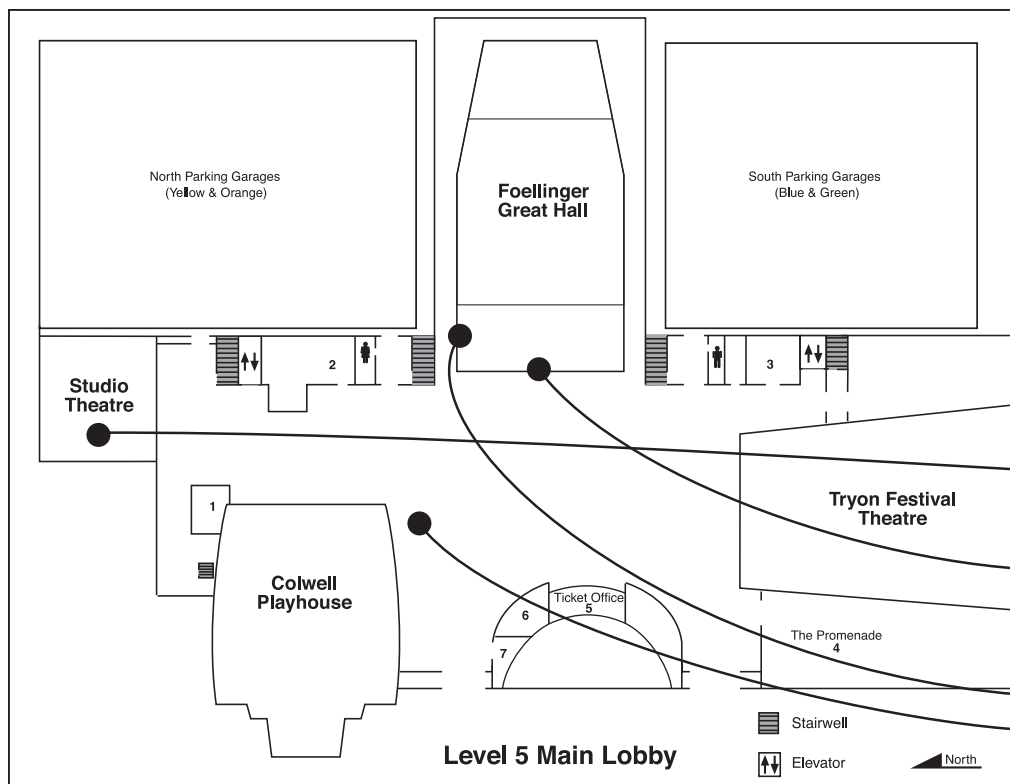 North Parking Garages
(Yellow & Orange)
Foellinger
Great Hall
South Parking Garages
(Blue & Green)
2
3
Studio
Theatre
1
Tryon Festival
Theatre
Colwell
Playhouse
Ticket Office
5
6
7
The Promenade
4
Stairwell
Level 5 Main Lobby
Elevator
North